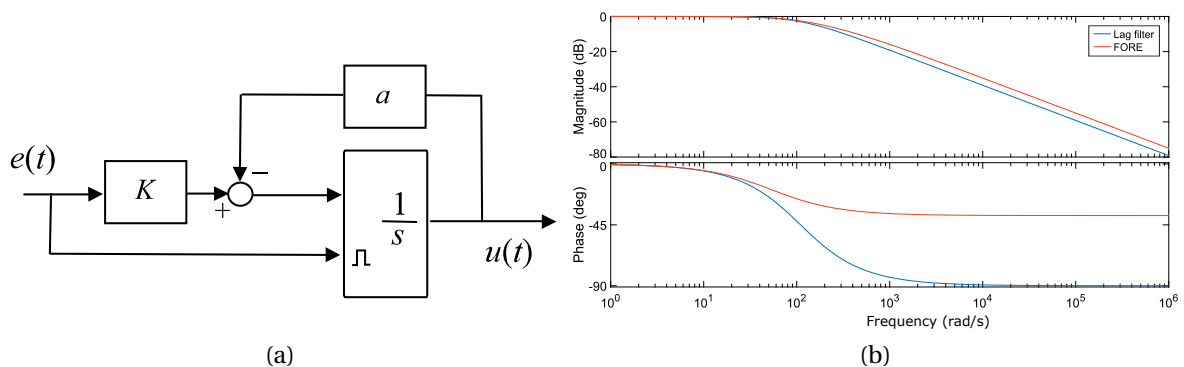 a
e(t)
K
−
+
1
s
u(t)
(a)
Magnitude (dB)
0
-20
-40
-60
-80
Lag filter
FORE
Phase (deg)
0
-45
-90
10^0
10^1
10^2
10^3
10^4
10^5
10^6
Frequency (rad/s)
(b)